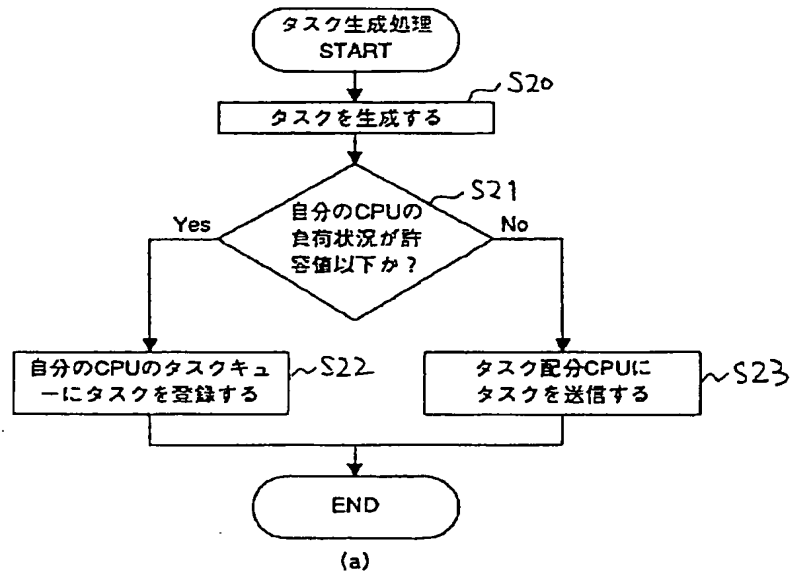 タスク生成処理
START
S20
タスクを生成する
S21
自分のCPUの
負荷状況が許
容値以下か?
Yes
No
自分のCPUのタスクキュ
ーにタスクを登録する
S22
タスク配分CPUに
タスクを送信する
S23
END
(a)